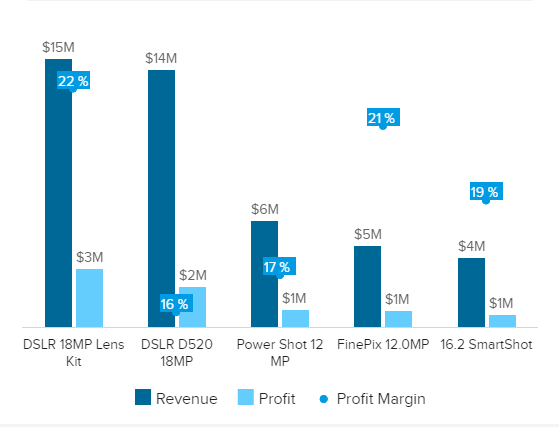 $15M
$14M
22 %
21 %
19 %
$6M
$5M
$4M
$3M
17 %
$2M
16 %
$1M
$1M
$1M
DSLR 18MP Lens
Kit
DSLR D520
18MP
Power Shot 12
MP
FinePix 12.0MP
16.2 SmartShot
Revenue
Profit
Profit Margin